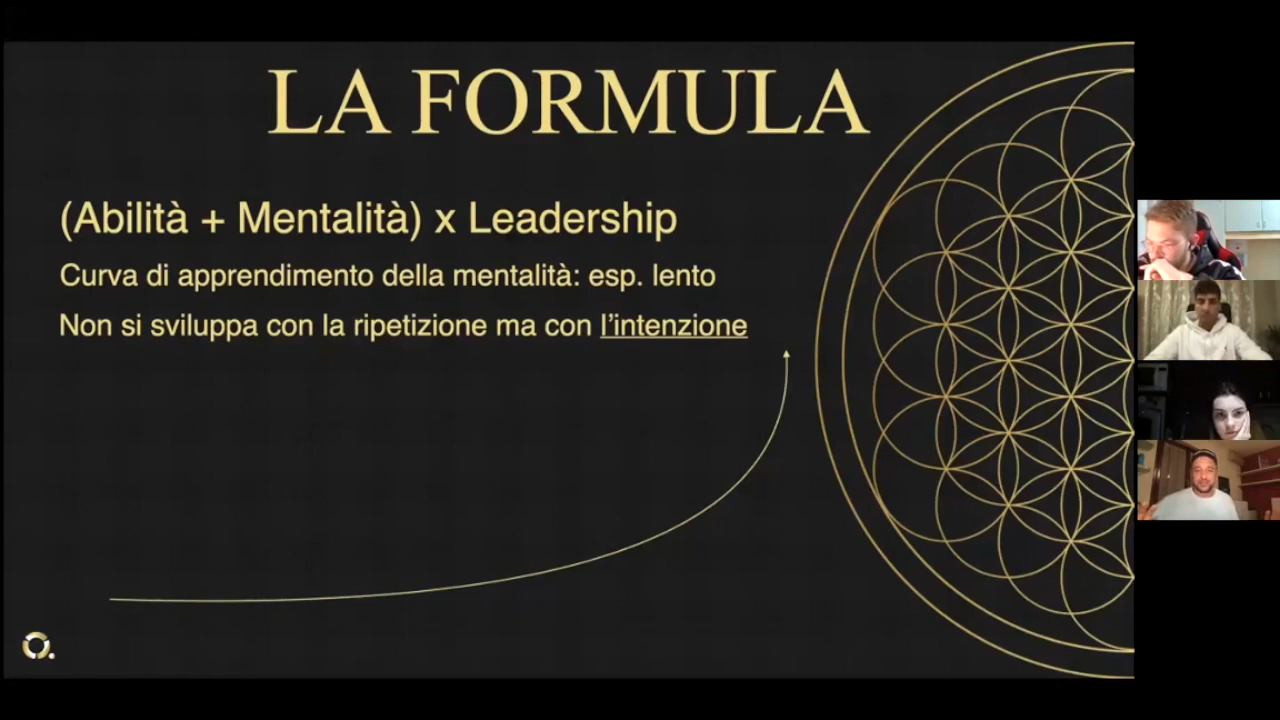 LA FORMULA
(Abilità + Mentalità) x Leadership
Curva di apprendimento della mentalità: esp. lento
Non si sviluppa con la ripetizione ma con l’intenzione